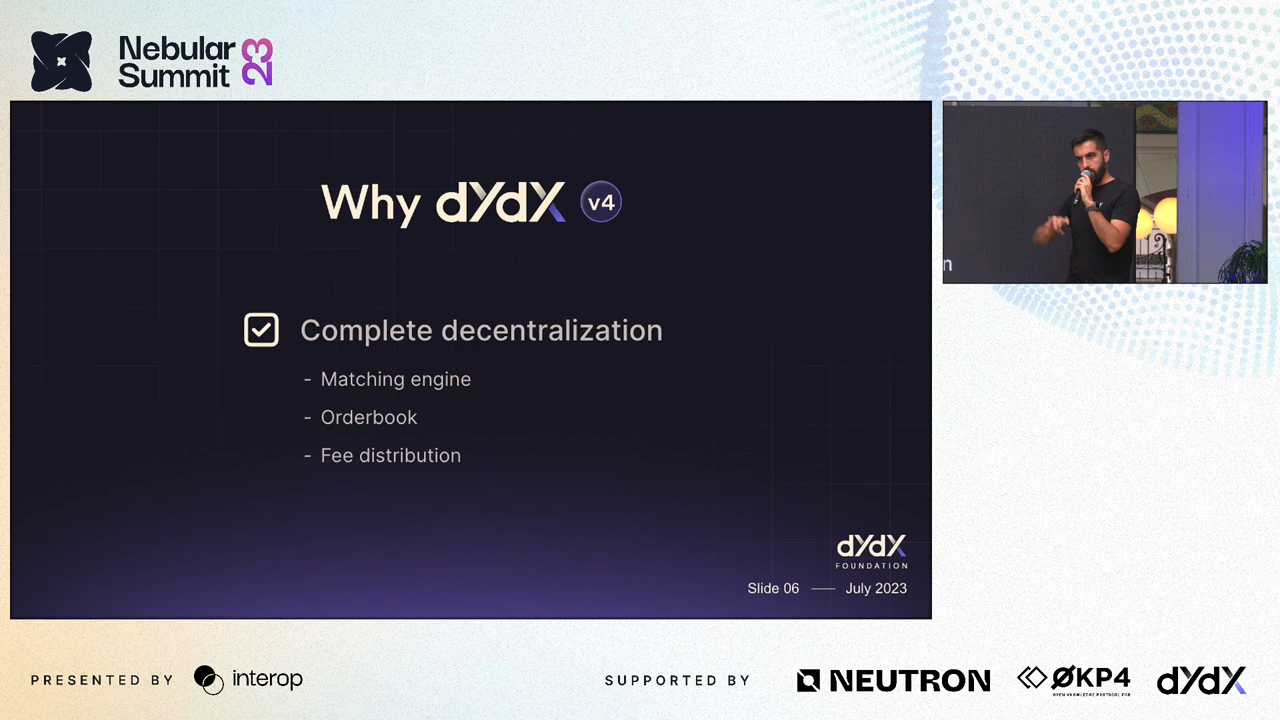 Nebular
Summit 23
Why dYdX v4
Complete decentralization
- Matching engine
- Orderbook
- Fee distribution
dYdX
FOUNDATION
Slide 06 — July 2023
n
PRESENTED BY interop
SUPPORTED BY NEUTRON ØKP4 dYdX